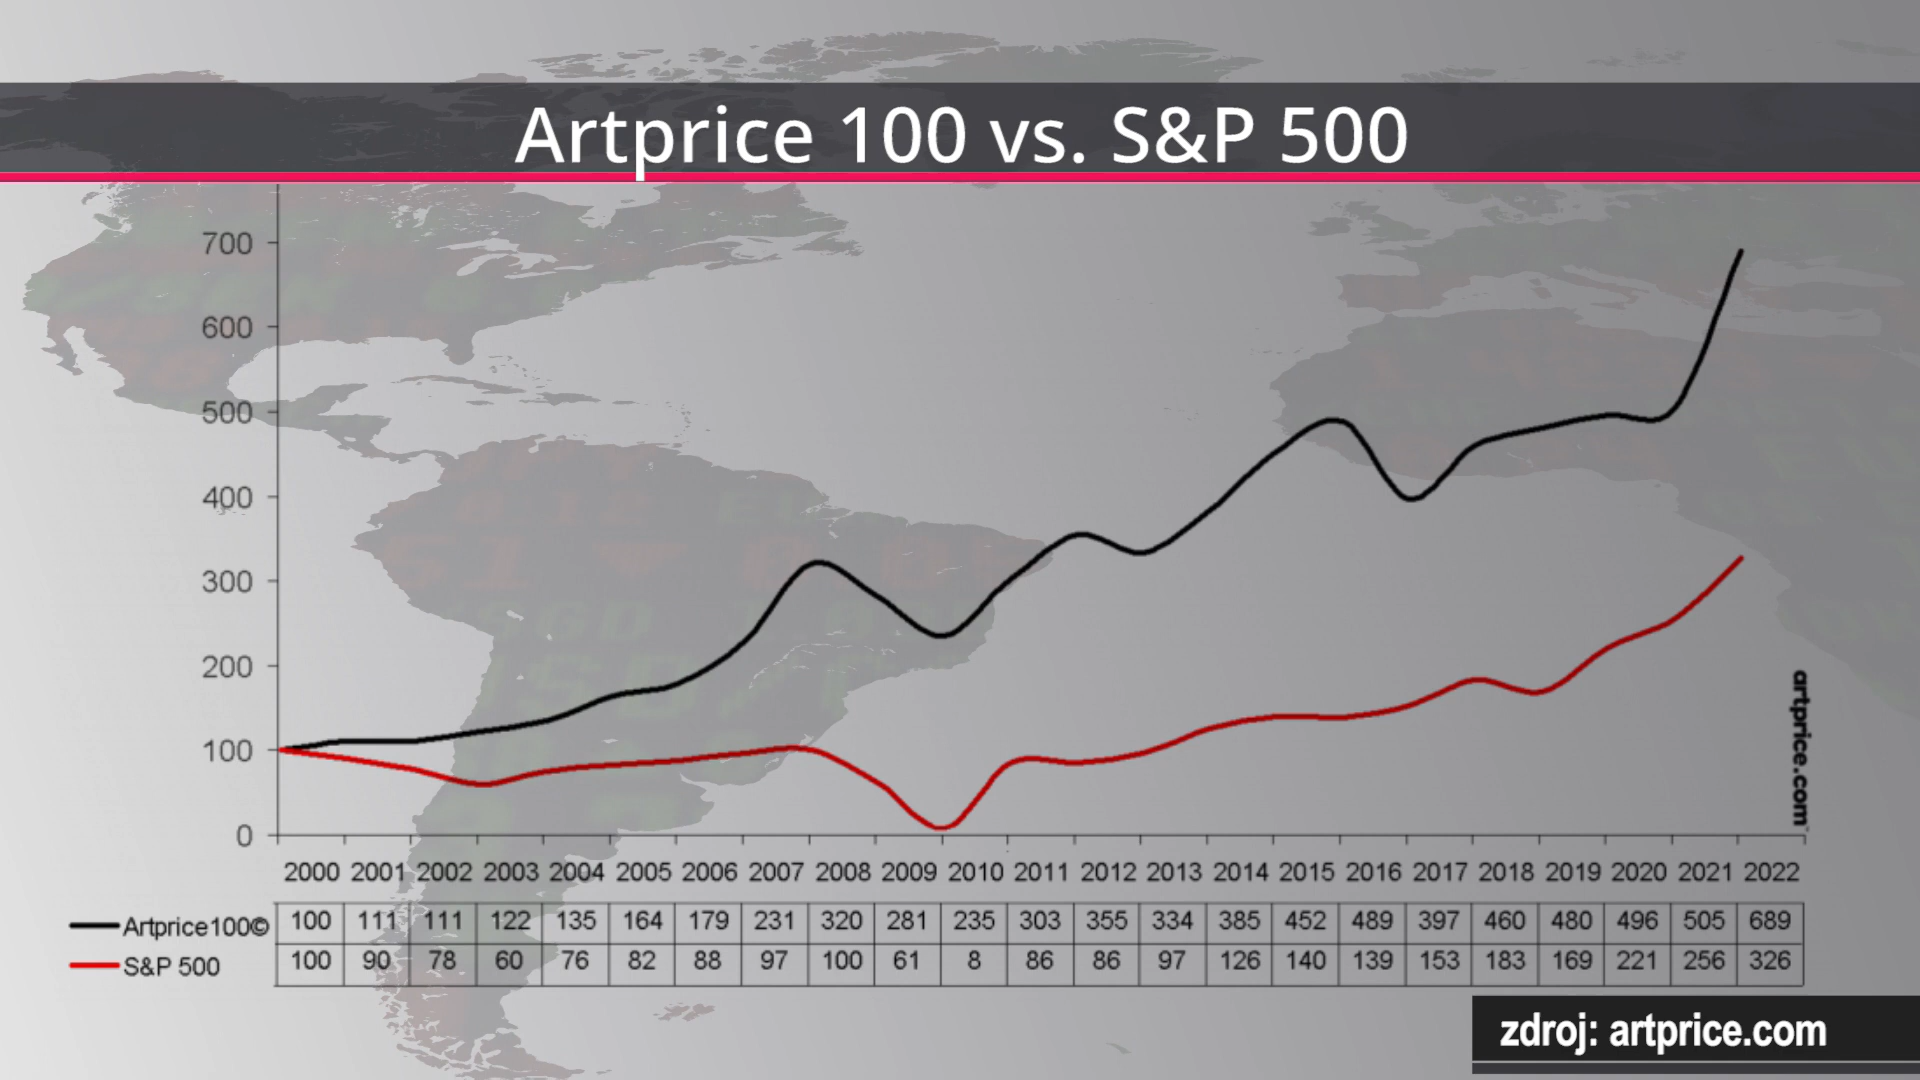 Artprice 100 vs. S&P 500
700
600
500
400
300
200
100
0
artprice.com
2000 2001 2002 2003 2004 2005 2006 2007 2008 2009 2010 2011 2012 2013 2014 2015 2016 2017 2018 2019 2020 2021 2022
Artprice100© 100 111 111 122 135 164 179 231 320 281 235 303 355 334 385 452 489 397 460 480 496 505 689
S&P 500 100 90 78 60 76 82 88 97 100 61 8 86 86 97 126 140 139 153 183 169 221 256 326
zdroj: artprice.com